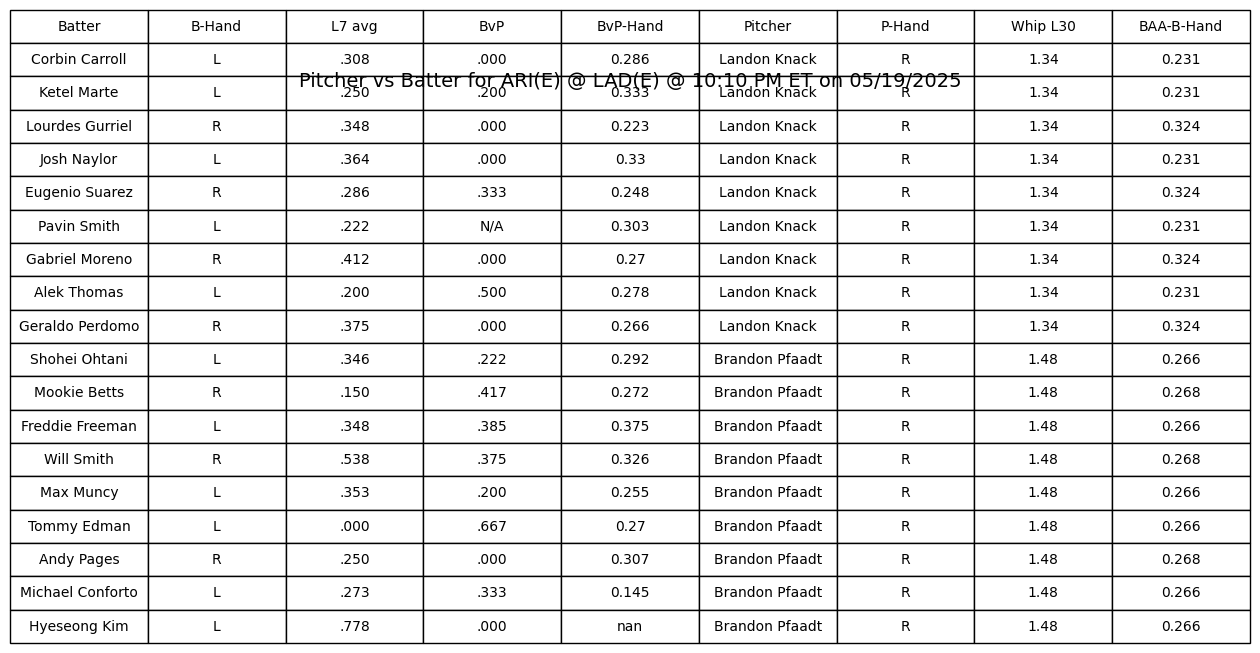 Batter B-Hand L7 avg BvP BvP-Hand Pitcher P-Hand Whip L30 BAA-B-Hand
Corbin Carroll L .308 .000 0.286 Landon Knack R 1.34 0.231
Pitcher vs Batter for ARI(E) @ LAD(E) @ 10:10 PM ET on 05/19/2025
Ketel Marte L .250 .200 0.333 Landon Knack R 1.34 0.231
Lourdes Gurriel R .348 .000 0.223 Landon Knack R 1.34 0.324
Josh Naylor L .364 .000 0.33 Landon Knack R 1.34 0.231
Eugenio Suarez R .286 .333 0.248 Landon Knack R 1.34 0.324
Pavin Smith L .222 N/A 0.303 Landon Knack R 1.34 0.231
Gabriel Moreno R .412 .000 0.27 Landon Knack R 1.34 0.324
Alek Thomas L .200 .500 0.278 Landon Knack R 1.34 0.231
Geraldo Perdomo R .375 .000 0.266 Landon Knack R 1.34 0.324
Shohei Ohtani L .346 .222 0.292 Brandon Pfaadt R 1.48 0.266
Mookie Betts R .150 .417 0.272 Brandon Pfaadt R 1.48 0.268
Freddie Freeman L .348 .385 0.375 Brandon Pfaadt R 1.48 0.266
Will Smith R .538 .375 0.326 Brandon Pfaadt R 1.48 0.268
Max Muncy L .353 .200 0.255 Brandon Pfaadt R 1.48 0.266
Tommy Edman L .000 .667 0.27 Brandon Pfaadt R 1.48 0.266
Andy Pages R .250 .000 0.307 Brandon Pfaadt R 1.48 0.268
Michael Conforto L .273 .333 0.145 Brandon Pfaadt R 1.48 0.266
Hyeseong Kim L .778 .000 nan Brandon Pfaadt R 1.48 0.266